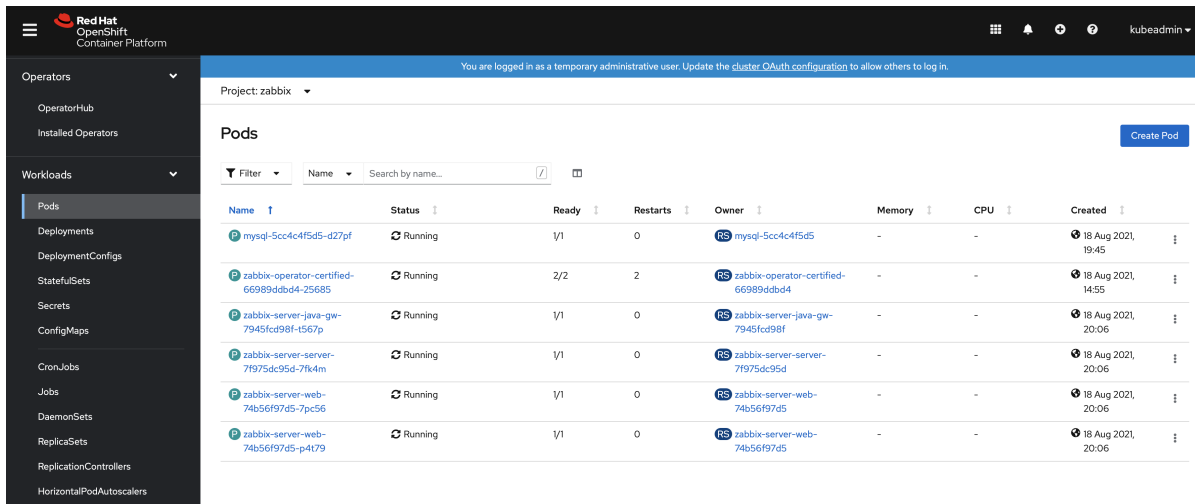 Red Hat
OpenShift
Container Platform
kubeadmin
You are logged in as a temporary administrative user. Update the cluster OAuth configuration to allow others to log in.
Operators
OperatorHub
Installed Operators
Workloads
Pods
Deployments
DeploymentConfigs
StatefulSets
Secrets
ConfigMaps
CronJobs
Jobs
DaemonSets
ReplicaSets
ReplicationControllers
HorizontalPodAutoscalers
Project: zabbix
Pods
Create Pod
Filter Name Search by name... /
Name Status Ready Restarts Owner Memory CPU Created
P mysql-5cc4c4f5d5-d27pf Running 1/1 0 RS mysql-5cc4c4f5d5 - - 18 Aug 2021,
19:45
P zabbix-operator-certified- Running 2/2 2 RS zabbix-operator-certified- - - 18 Aug 2021,
66989ddbd4-25685 66989ddbd4 14:55
P zabbix-server-java-gw- Running 1/1 0 RS zabbix-server-java-gw- - - 18 Aug 2021,
7945fcd98f-t567p 7945fcd98f 20:06
P zabbix-server-server- Running 1/1 0 RS zabbix-server-server- - - 18 Aug 2021,
7f975dc95d-7fk4m 7f975dc95d 20:06
P zabbix-server-web- Running 1/1 0 RS zabbix-server-web- - - 18 Aug 2021,
74b56f97d5-7pc56 74b56f97d5 20:06
P zabbix-server-web- Running 1/1 0 RS zabbix-server-web- - - 18 Aug 2021,
74b56f97d5-p4t79 74b56f97d5 20:06